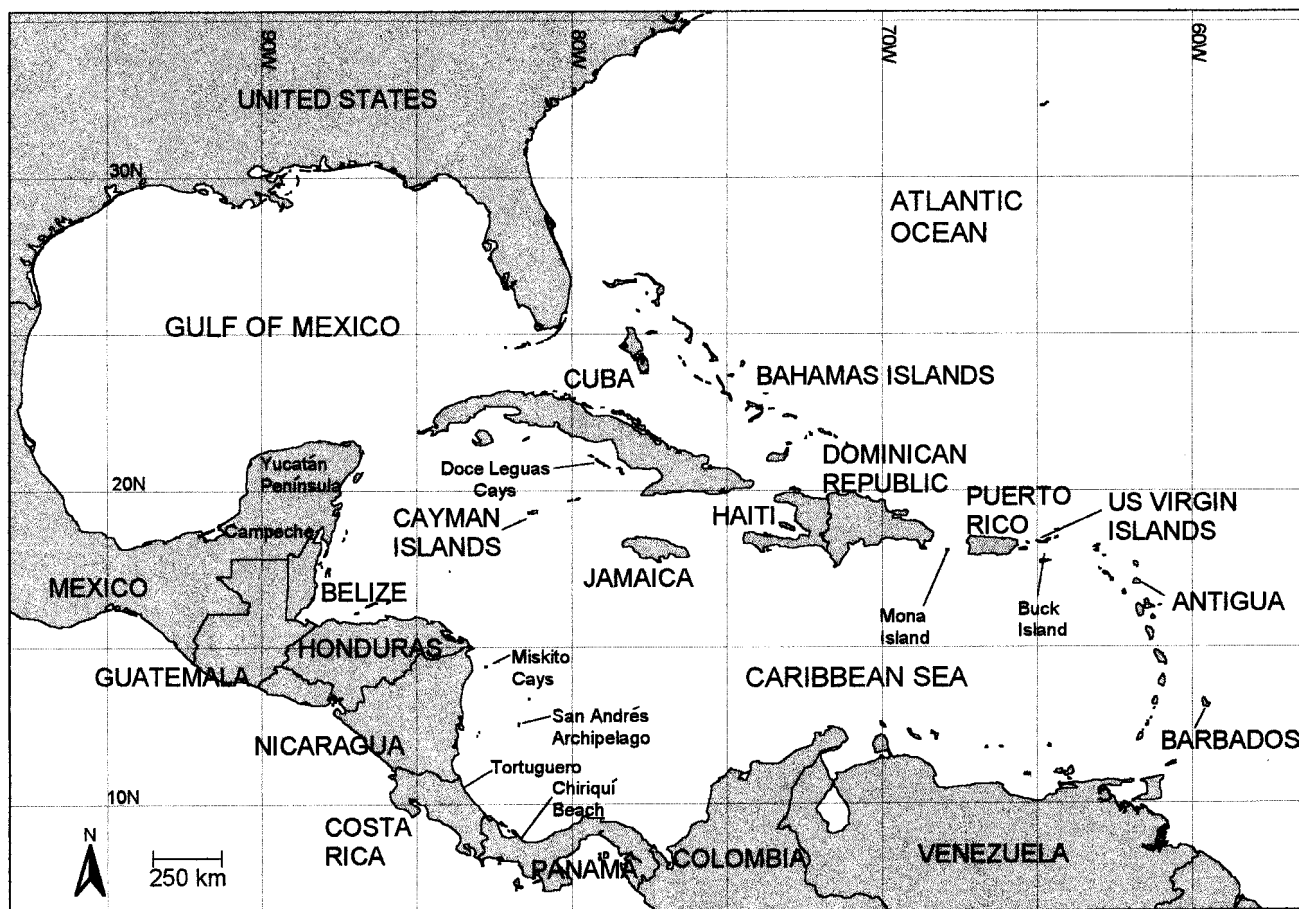 90W
80W
70W
60W
UNITED STATES
30N
ATLANTIC
OCEAN
GULF OF MEXICO
CUBA
BAHAMAS ISLANDS
Yucatán
Península
20N
Doce Leguas
Cays
DOMINICAN
REPUBLIC
CAYMAN
ISLANDS
HAITI
PUERTO
RICO
US VIRGIN
ISLANDS
Campeche
MEXICO
BELIZE
JAMAICA
Mona
Island
Buck
Island
ANTIGUA
HONDURAS
GUATEMALA
Miskito
Cays
CARIBBEAN SEA
San Andrés
Archipelago
NICARAGUA
BARBADOS
Tortuguero
Chiriquí
Beach
10N
COSTA
RICA
PANAMA
COLOMBIA
VENEZUELA
N
250 km